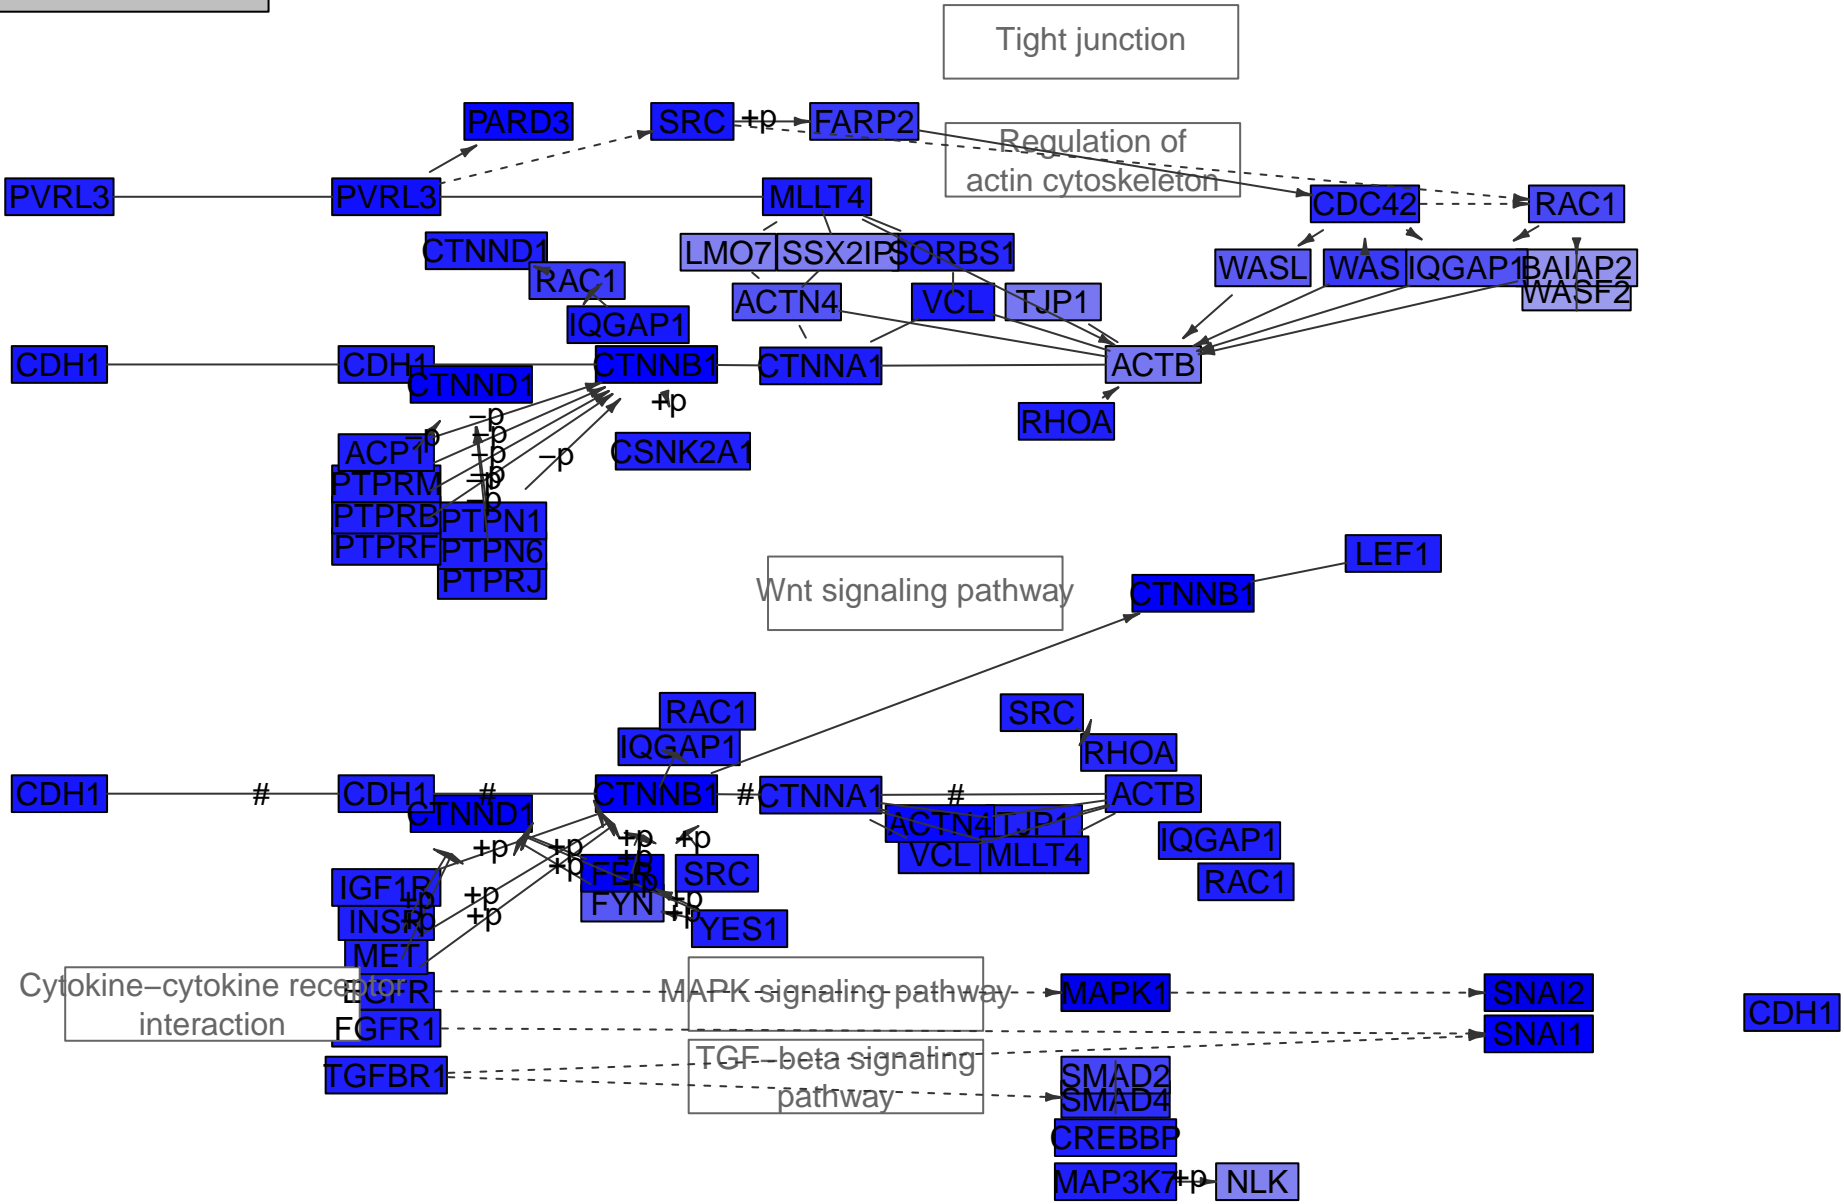 Tight junction
PARD3
SRC
+p
FARP2
Regulation of
actin cytoskeleton
PVRL3
PVRL3
MLLT4
CDC42
RAC1
CTNND1
LMO7
SSX2IP
SORBS1
WASL
WAS
IQGAP1
BAIAP2
WASF2
RAC1
ACTN4
VCL
TJP1
IQGAP1
CDH1
CDH1
CTNNB1
CTNNA1
ACTB
CTNND1
+p
RHOA
−p
−p
−p
ACP1
−p
−p
CSNK2A1
−p
−p
PTPRM
−p
PTPRB
PTPN1
PTPRF
PTPN6
PTPRJ
LEF1
Wnt signaling pathway
CTNNB1
RAC1
SRC
IQGAP1
RHOA
CDH1
#
CDH1
#
CTNNB1
#
CTNNA1
#
ACTB
CTNND1
ACTN4
TJP1
+p
+p
+p
+p
IQGAP1
VCL
MLLT4
+p
+p
FER
SRC
IGF1R
+p
RAC1
+p
+p
FYN
+p
INSR
+p
+p
+p
YES1
MET
Cytokine−cytokine receptor
interaction
EGFR
MAPK signaling pathway
MAPK1
SNAI2
CDH1
FGFR1
SNAI1
TGF−beta signaling
pathway
TGFBR1
SMAD2
SMAD4
CREBBP
MAP3K7
+p
NLK